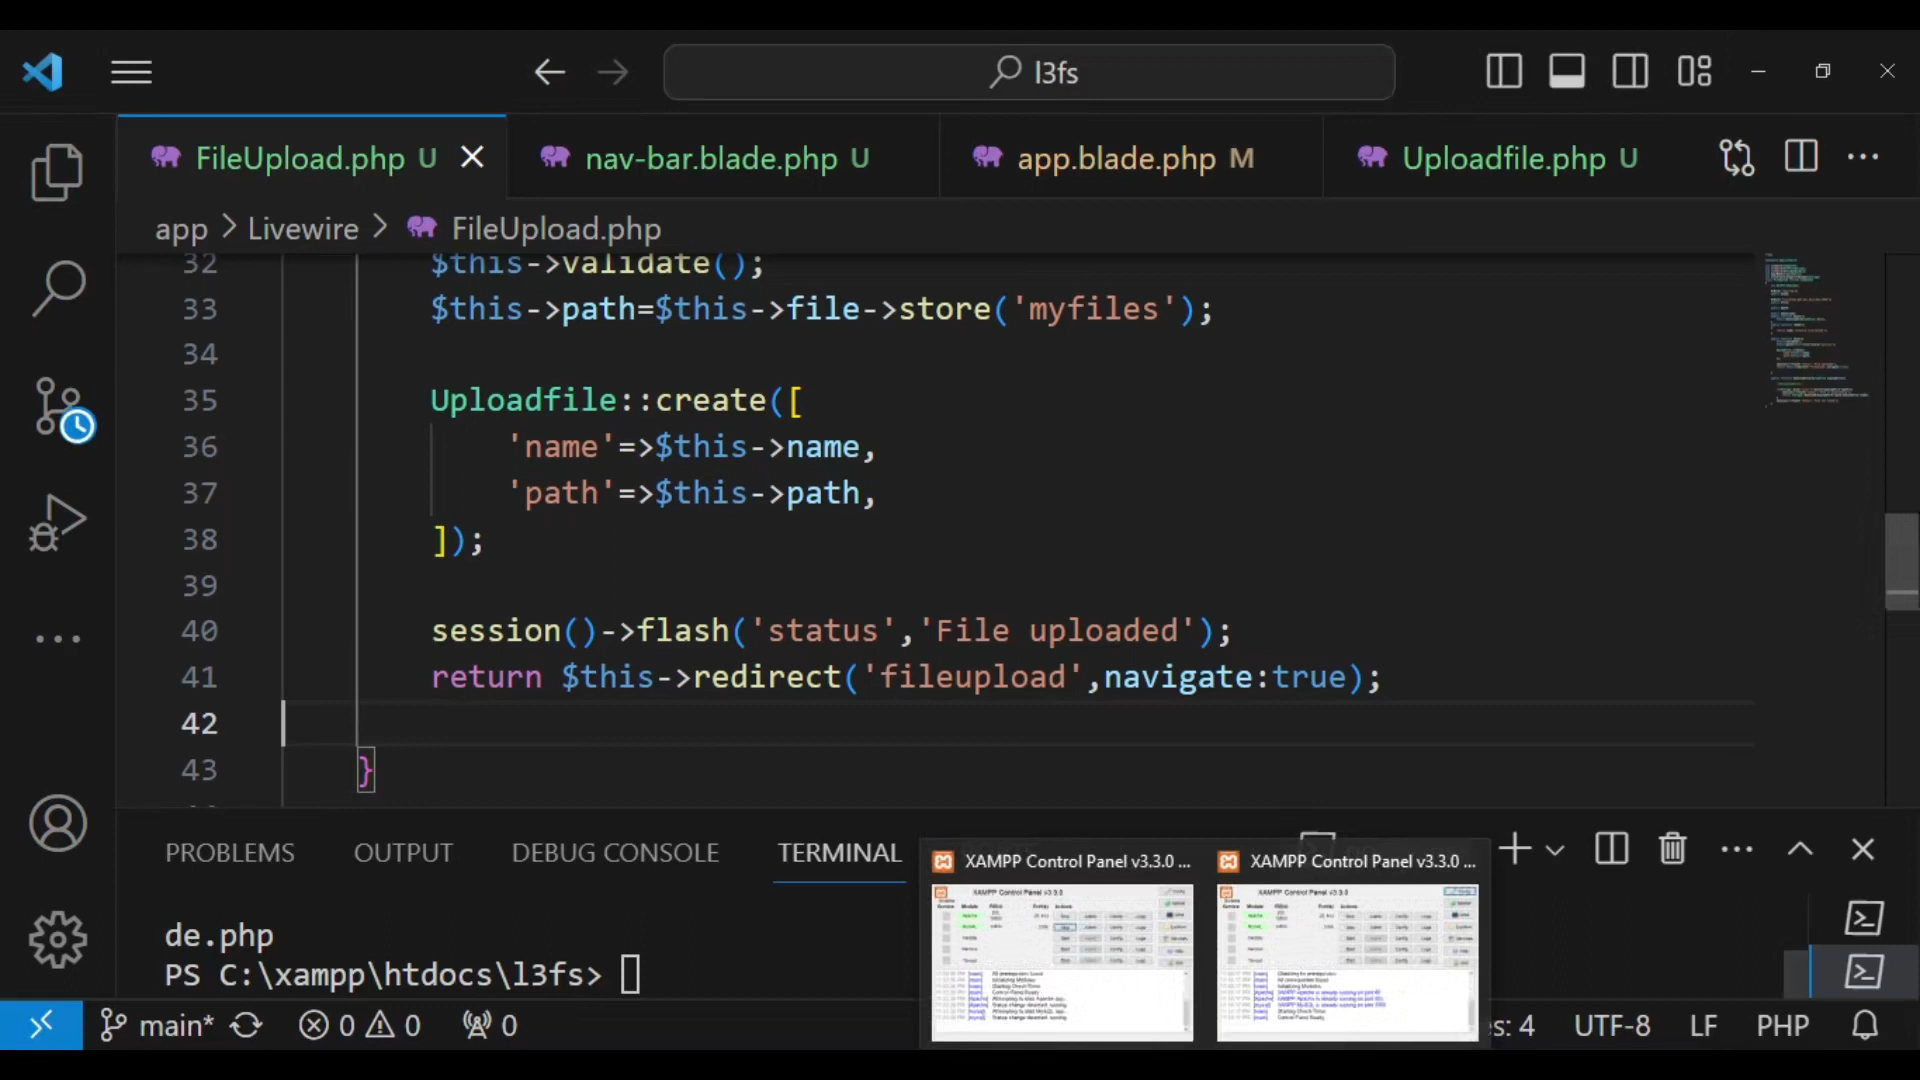 l3fs
FileUpload.php U
nav-bar.blade.php U
app.blade.php M
Uploadfile.php U
app > Livewire > FileUpload.php
32 $this->validate();
33 $this->path=$this->file->store('myfiles');
34
35 Uploadfile::create([
36 'name'=>$this->name,
37 'path'=>$this->path,
38 ]);
39
40 session()->flash('status','File uploaded');
41 return $this->redirect('fileupload',navigate:true);
42
43 }
PROBLEMS OUTPUT DEBUG CONSOLE TERMINAL
XAMPP Control Panel v3.3.0 ...
XAMPP Control Panel v3.3.0 ...
de.php
PS C:\xampp\htdocs\l3fs>
main* 0 0 0
s: 4 UTF-8 LF PHP